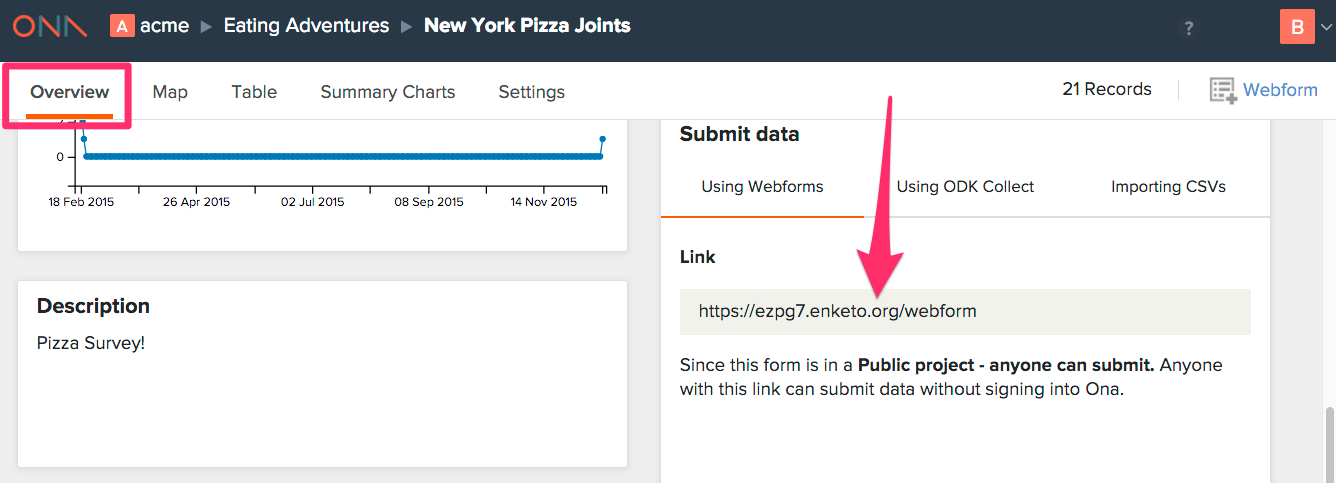 ONA A acme ▶ Eating Adventures ▶ New York Pizza Joints ? B
Overview Map Table Summary Charts Settings 21 Records Webform
0
18 Feb 2015 26 Apr 2015 02 Jul 2015 08 Sep 2015 14 Nov 2015
Description
Pizza Survey!
Submit data
Using Webforms Using ODK Collect Importing CSVs
Link
https://ezpg7.enketo.org/webform
Since this form is in a Public project - anyone can submit. Anyone
with this link can submit data without signing into Ona.